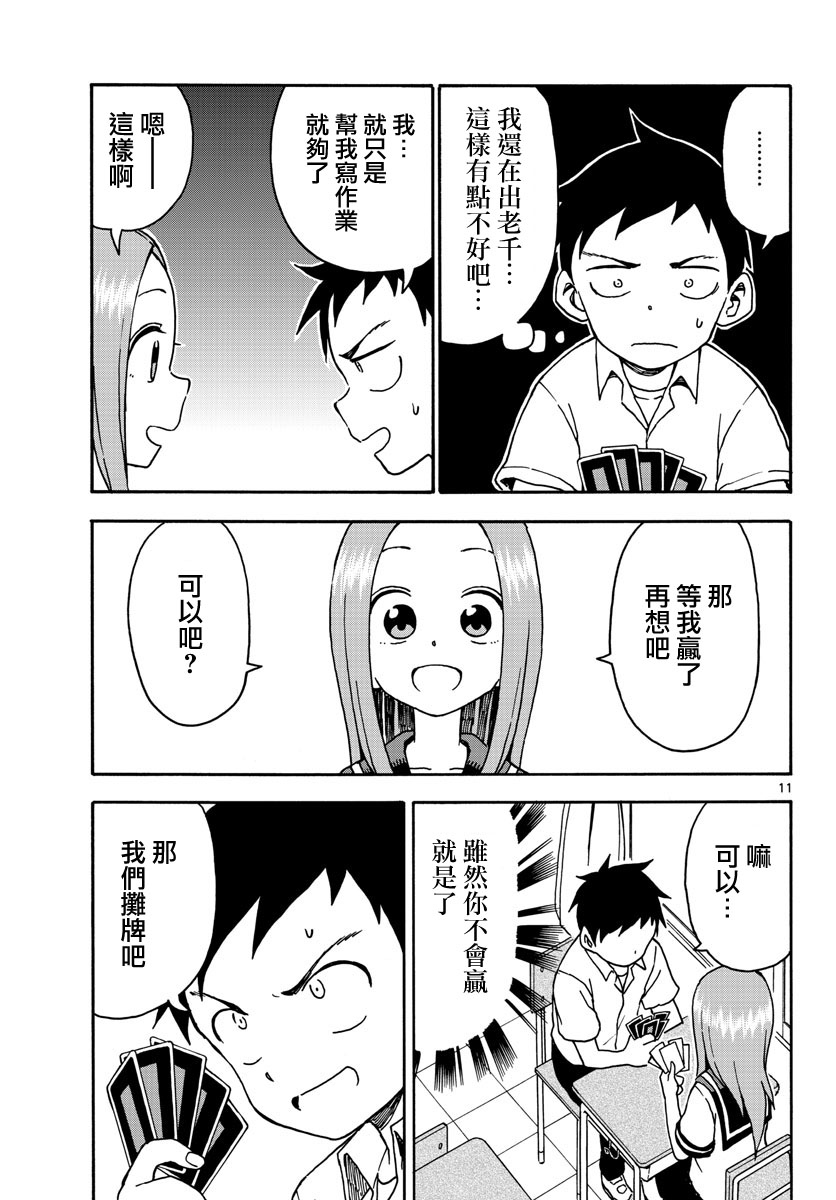 ………
我還在出老千…
這樣有點不好吧…
我…
就只是
幫我寫作業
就夠了
嗯——
這樣啊
那
等我贏了
再想吧
可以吧?
11
嘛
可以…
雖然你不會贏
就是了
那
我們攤牌吧